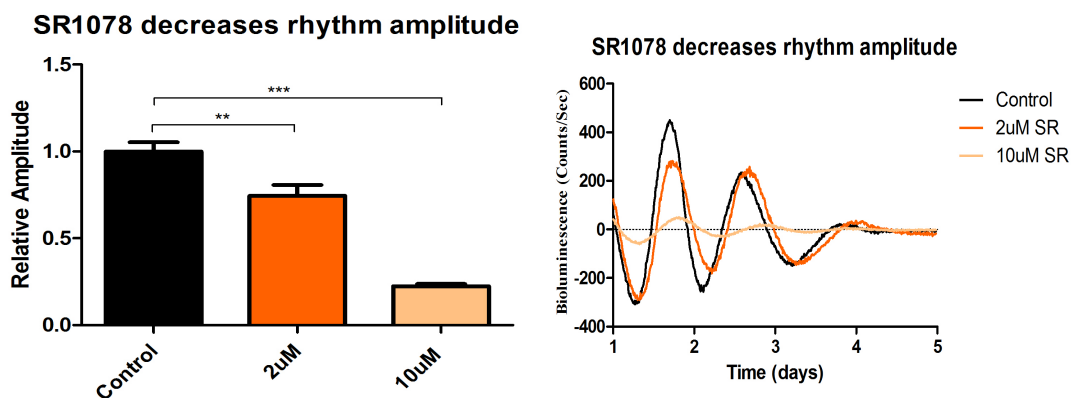 SR1078 decreases rhythm amplitude
Relative Amplitude
1.5
1.0
0.5
0.0
***
**
Control
2uM
10uM
SR1078 decreases rhythm amplitude
Bioluminescence (Counts/Sec)
600
400
200
0
-200
-400
1 2 3 4 5
Time (days)
Control
2uM SR
10uM SR